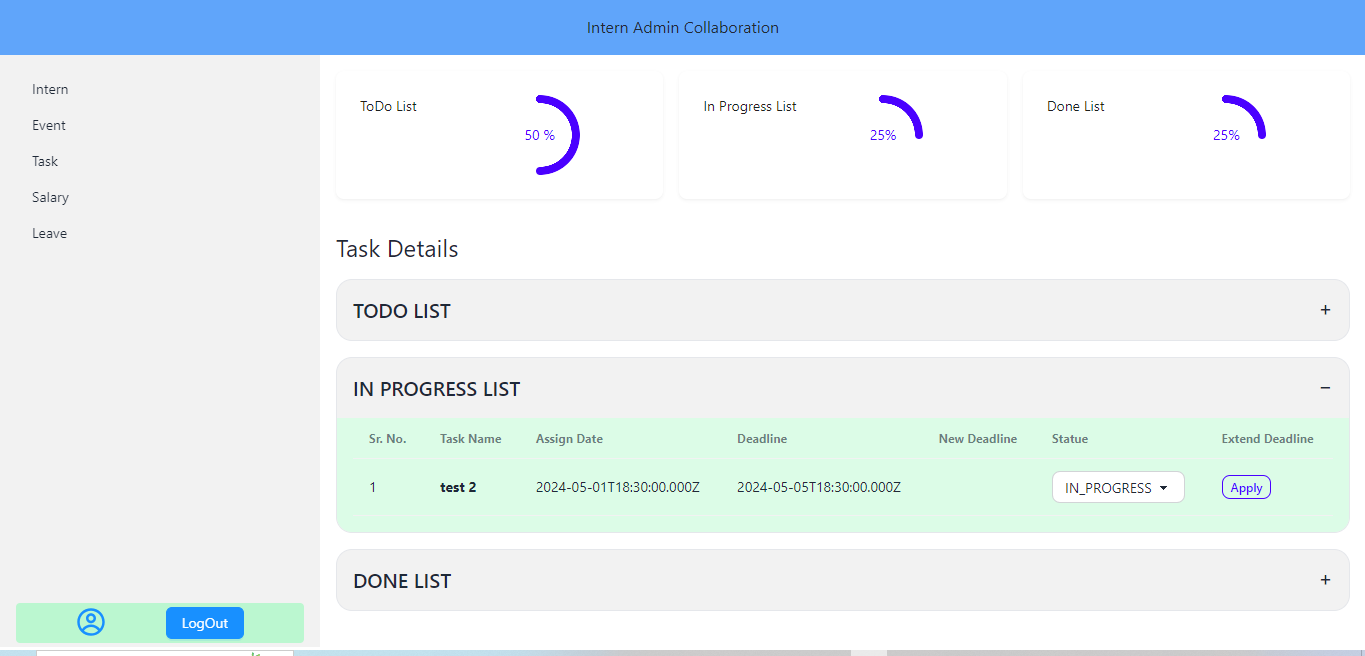 Intern Admin Collaboration
Intern
Event
Task
Salary
Leave
LogOut
ToDo List
50 %
In Progress List
25%
Done List
25%
Task Details
TODO LIST +
IN PROGRESS LIST −
Sr. No. Task Name Assign Date Deadline New Deadline Statue Extend Deadline
1 test 2 2024-05-01T18:30:00.000Z 2024-05-05T18:30:00.000Z IN_PROGRESS Apply
DONE LIST +